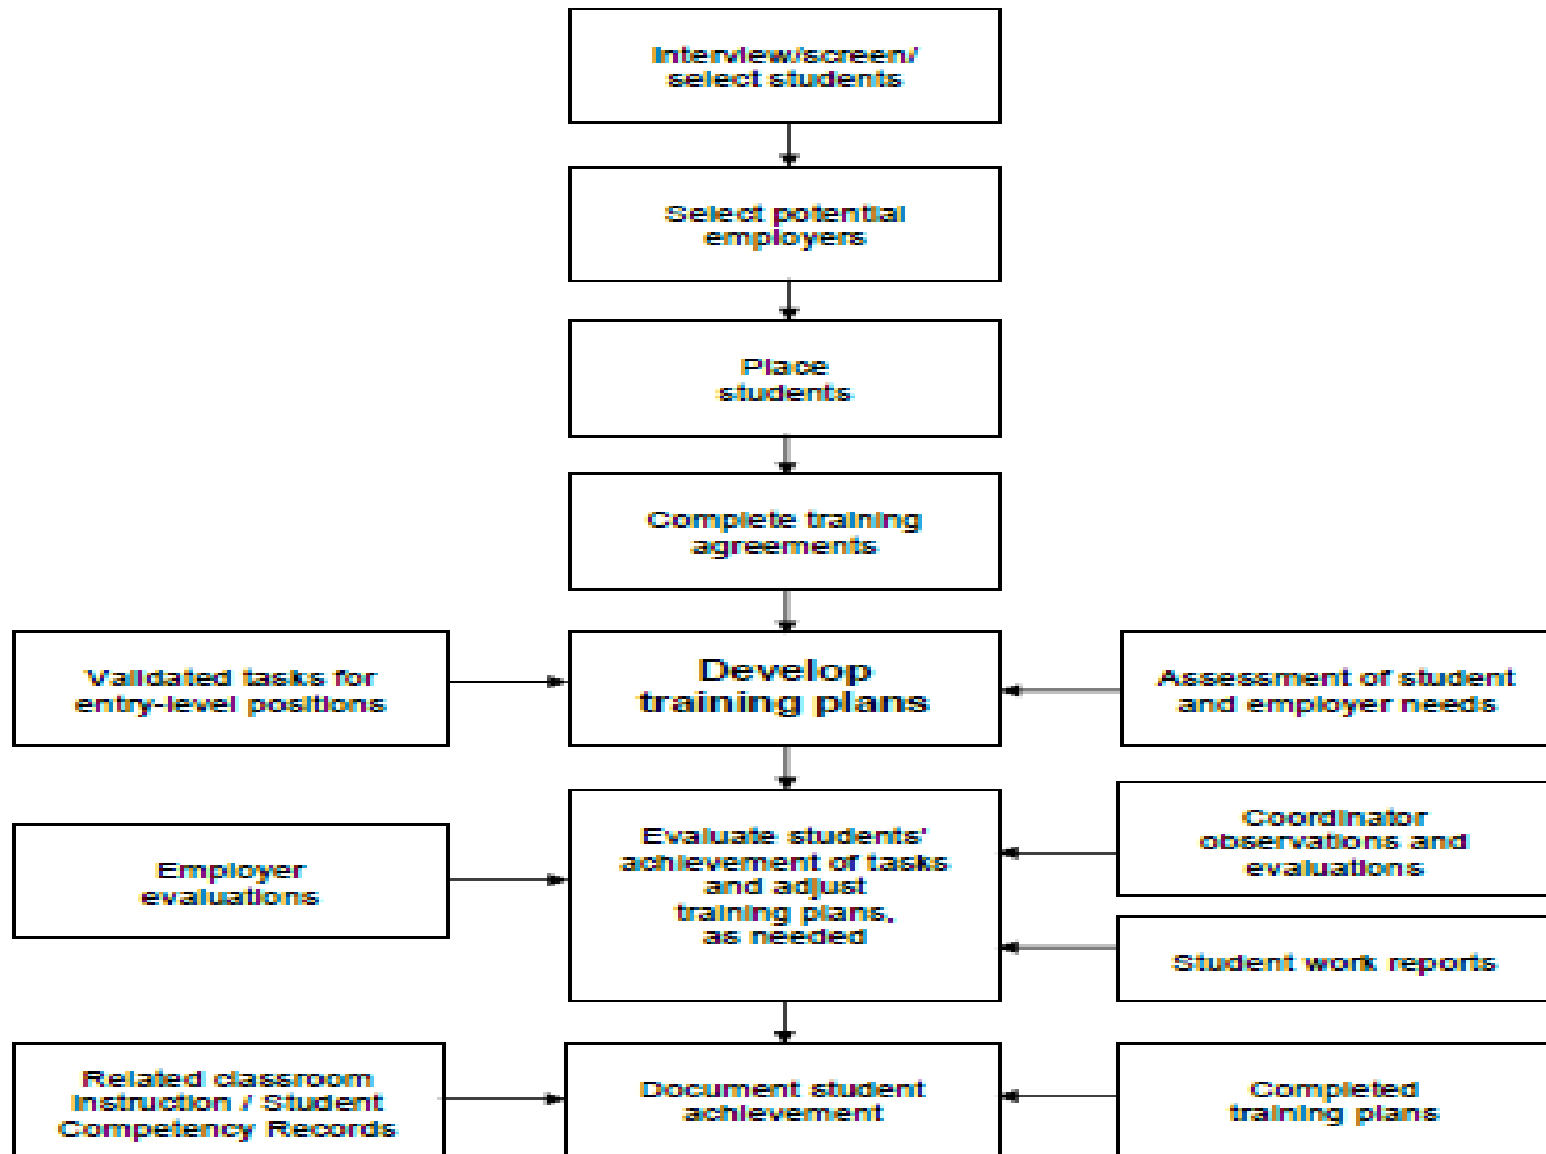 Interview/screen/
select students
Select potential
employers
Place
students
Complete training
agreements
Validated tasks for
entry-level positions
Develop
training plans
Assessment of student
and employer needs
Employer
evaluations
Evaluate students'
achievement of tasks
and adjust
training plans,
as needed
Coordinator
observations and
evaluations
Student work reports
Related classroom
Instruction / Student
Competency Records
Document student
achievement
Completed
training plans